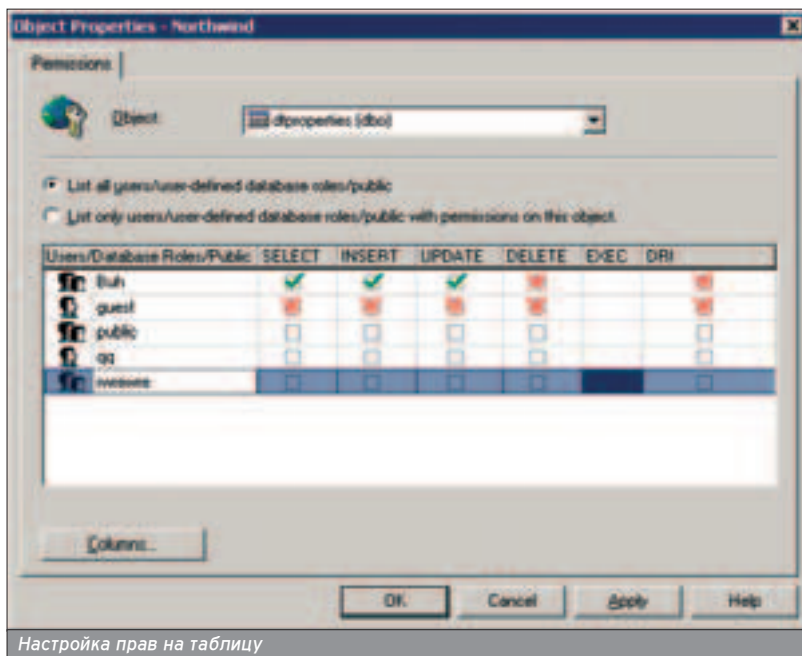 Object Properties - Northwind
Permissions
Object:
dtproperties (dbo)
List all users/user-defined database roles/public
List only users/user-defined database roles/public with permissions on this object.
Users/Database Roles/Public SELECT INSERT UPDATE DELETE EXEC DRI
Buh
guest
public
qq
Columns...
OK Cancel Apply Help
Настройка прав на таблицу